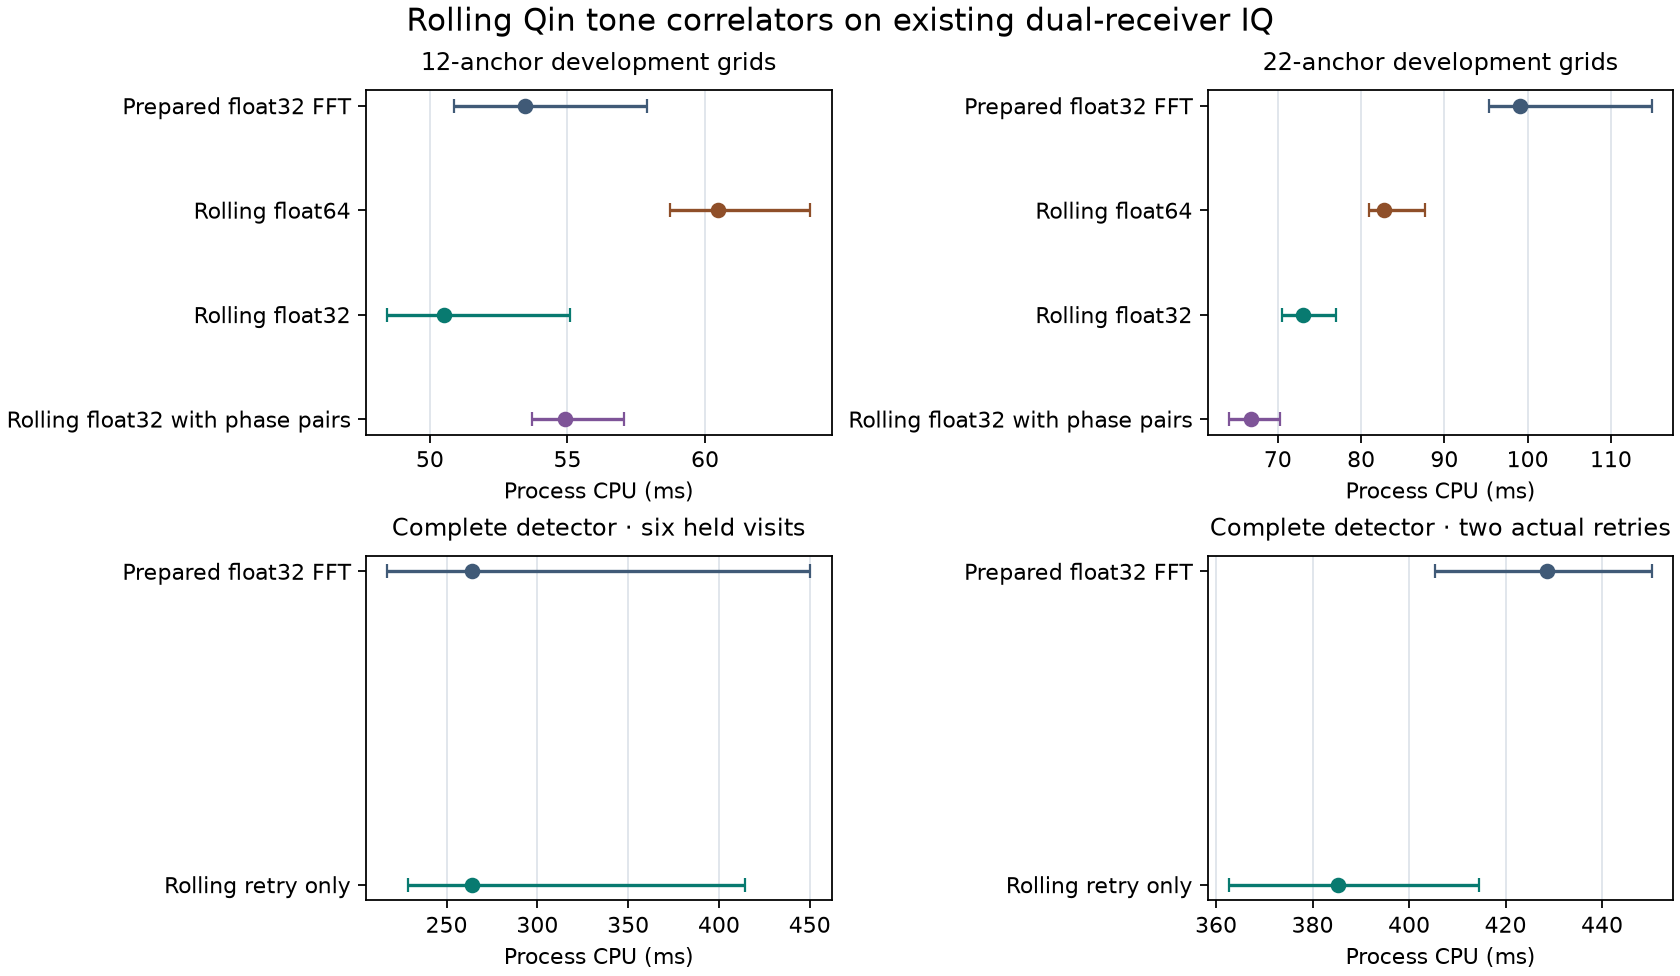 Rolling Qin tone correlators on existing dual-receiver IQ
12-anchor development grids
Prepared float32 FFT
Rolling float64
Rolling float32
Rolling float32 with phase pairs
50 55 60
Process CPU (ms)
22-anchor development grids
Prepared float32 FFT
Rolling float64
Rolling float32
Rolling float32 with phase pairs
70 80 90 100 110
Process CPU (ms)
Complete detector · six held visits
Prepared float32 FFT
Rolling retry only
250 300 350 400 450
Process CPU (ms)
Complete detector · two actual retries
Prepared float32 FFT
Rolling retry only
360 380 400 420 440
Process CPU (ms)